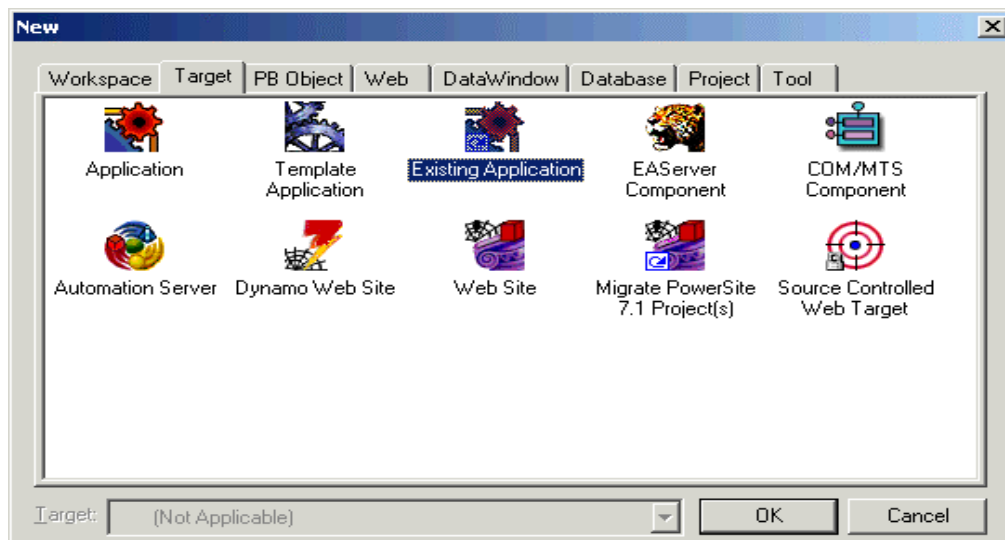 New
Workspace Target PB Object Web DataWindow Database Project Tool
Application
Template Application
Existing Application
EAServer Component
COM/MTS Component
Automation Server
Dynamo Web Site
Web Site
Migrate PowerSite 7.1 Project(s)
Source Controlled Web Target
Target: (Not Applicable) OK Cancel